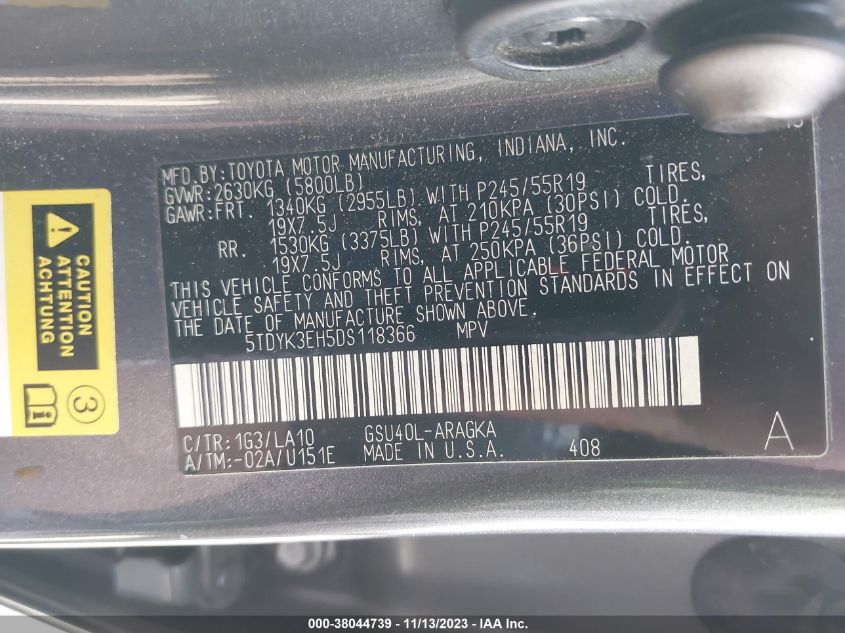 MFD.BY:TOYOTA MOTOR MANUFACTURING, INDIANA, INC.
GVWR:2630KG (5800LB)
GAWR:FRT. 1340KG (2955LB) WITH P245/55R19 TIRES,
19X7.5J RIMS, AT 210KPA (30PSI) COLD.
RR. 1530KG (3375LB) WITH P245/55R19 TIRES,
19X7.5J RIMS, AT 250KPA (36PSI) COLD.
THIS VEHICLE CONFORMS TO ALL APPLICABLE FEDERAL MOTOR
VEHICLE SAFETY AND THEFT PREVENTION STANDARDS IN EFFECT ON
THE DATE OF MANUFACTURE SHOWN ABOVE.
5TDYK3EH5DS118366 MPV
C/TR:1G3/LA10 GSU40L-ARAGKA
A/TM:-02A/U151E MADE IN U.S.A. 408 A
CAUTION
ATTENTION
ACHTUNG
3
000-38044739 - 11/13/2023 - IAA Inc.